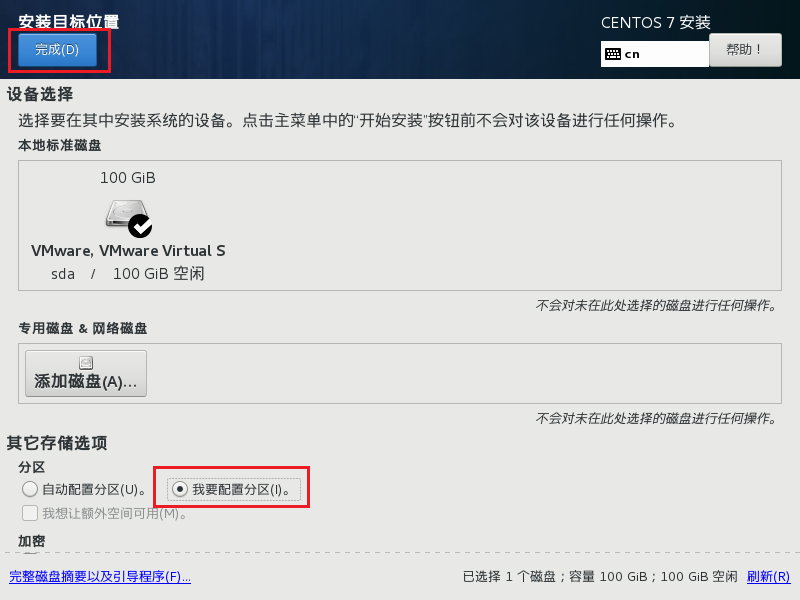 安装目标位置
CENTOS 7 安装
完成(D)
cn
帮助！
设备选择
选择要在其中安装系统的设备。点击主菜单中的“开始安装”按钮前不会对该设备进行任何操作。
本地标准磁盘
100 GiB
VMware, VMware Virtual S
sda / 100 GiB 空闲
不会对未在此处选择的磁盘进行任何操作。
专用磁盘 & 网络磁盘
添加磁盘(A)...
不会对未在此处选择的磁盘进行任何操作。
其它存储选项
分区
自动配置分区(U)。
我要配置分区(I)。
我想让额外空间可用(M)。
加密
完整磁盘摘要以及引导程序(F)...
已选择 1 个磁盘；容量 100 GiB；100 GiB 空闲
刷新(R)